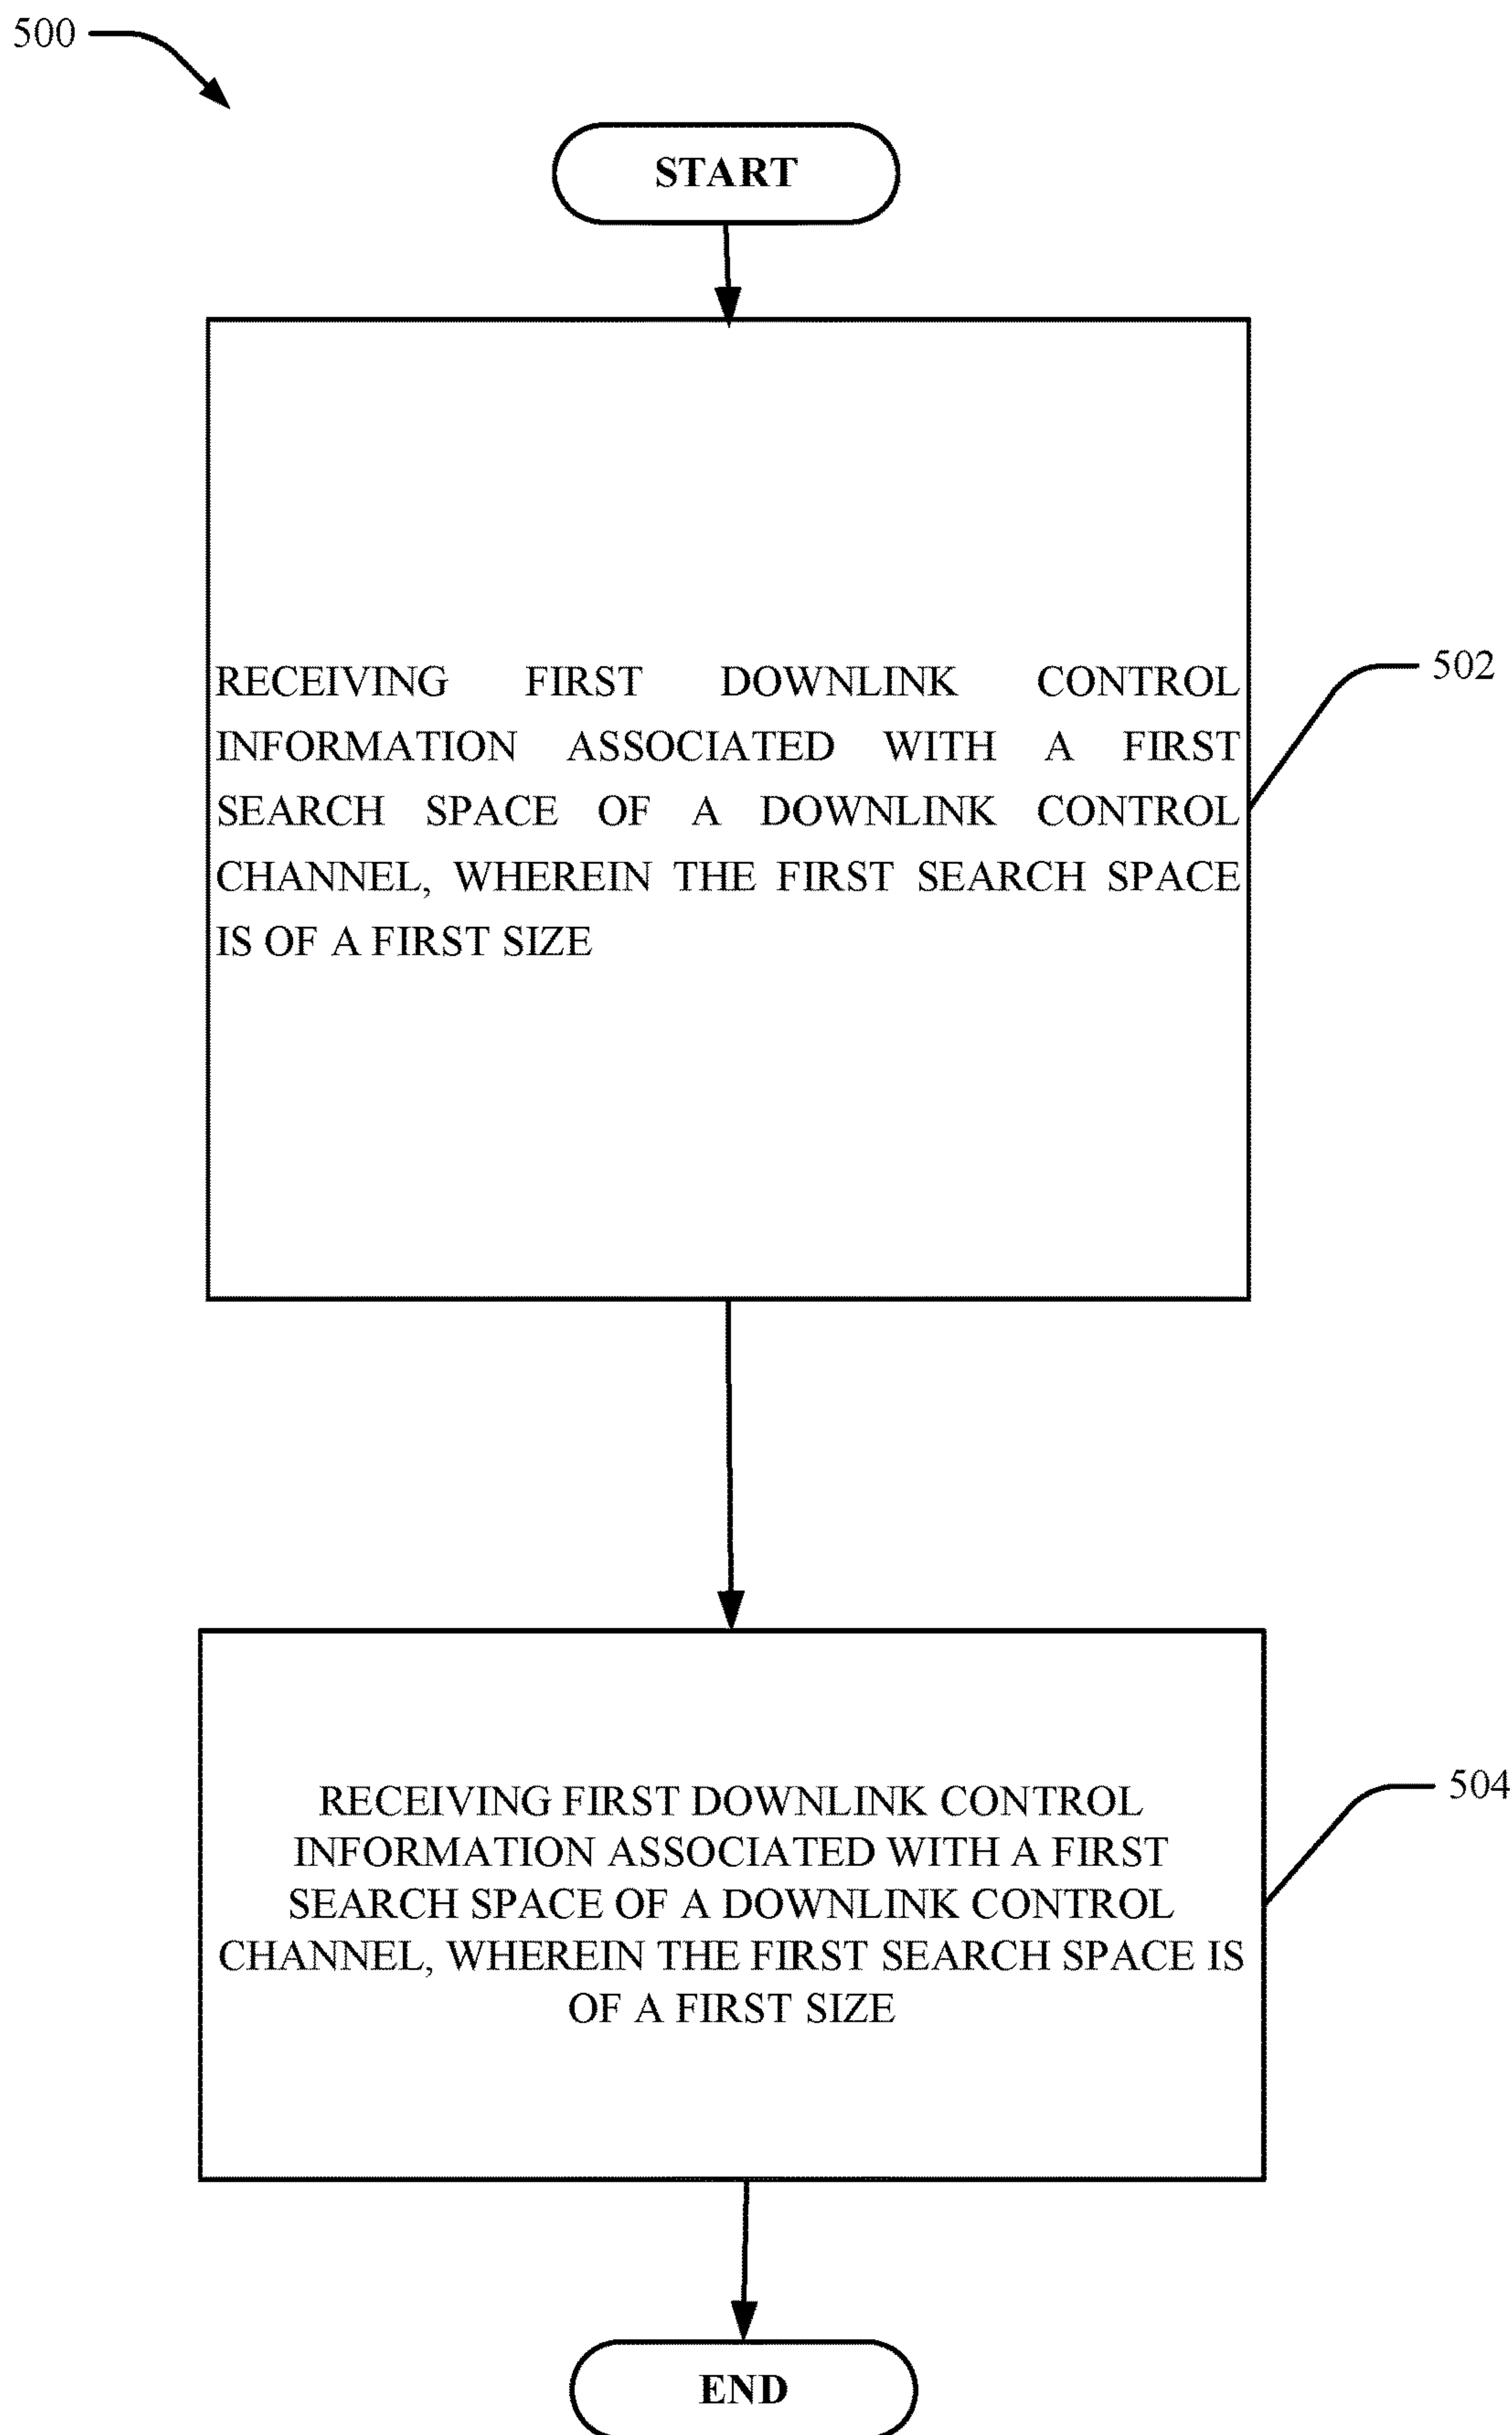 500
START
RECEIVING FIRST DOWNLINK CONTROL
INFORMATION ASSOCIATED WITH A FIRST
SEARCH SPACE OF A DOWNLINK CONTROL
CHANNEL, WHEREIN THE FIRST SEARCH SPACE
IS OF A FIRST SIZE
502
RECEIVING FIRST DOWNLINK CONTROL
INFORMATION ASSOCIATED WITH A FIRST
SEARCH SPACE OF A DOWNLINK CONTROL
CHANNEL, WHEREIN THE FIRST SEARCH SPACE IS
OF A FIRST SIZE
504
END